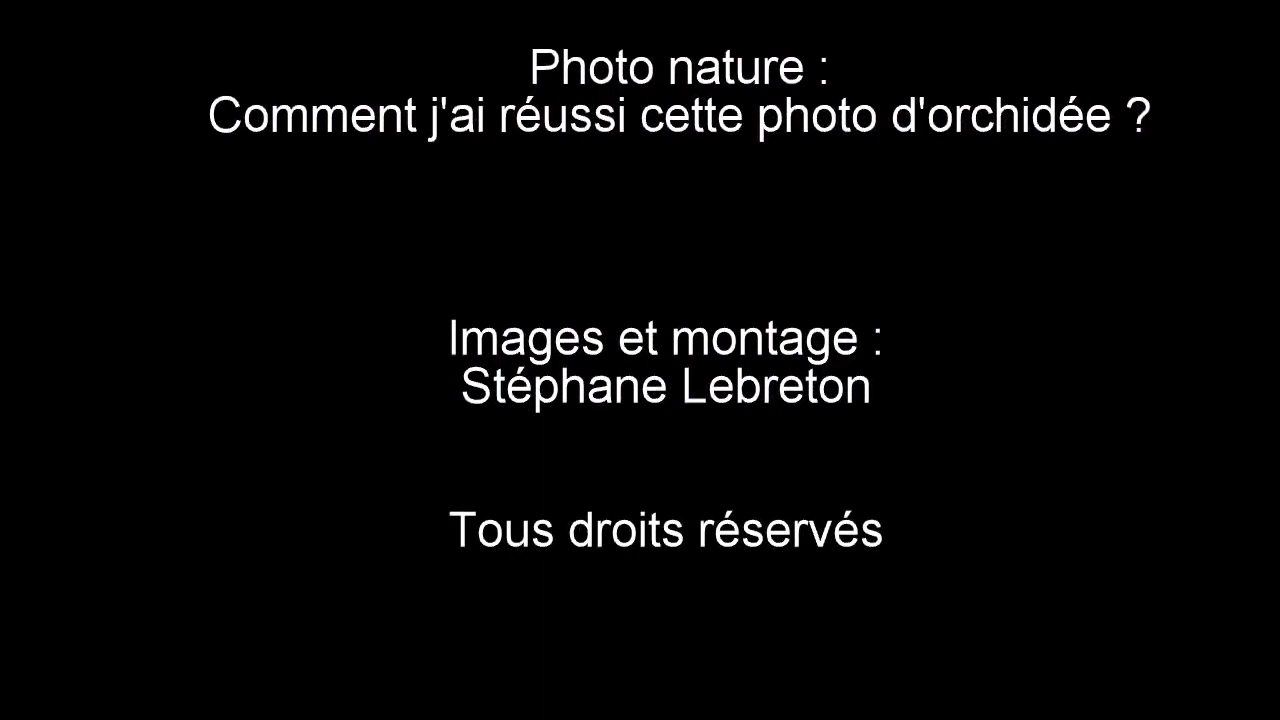 Photo nature :
Comment j'ai réussi cette photo d'orchidée ?
Images et montage :
Stéphane Lebreton
Tous droits réservés